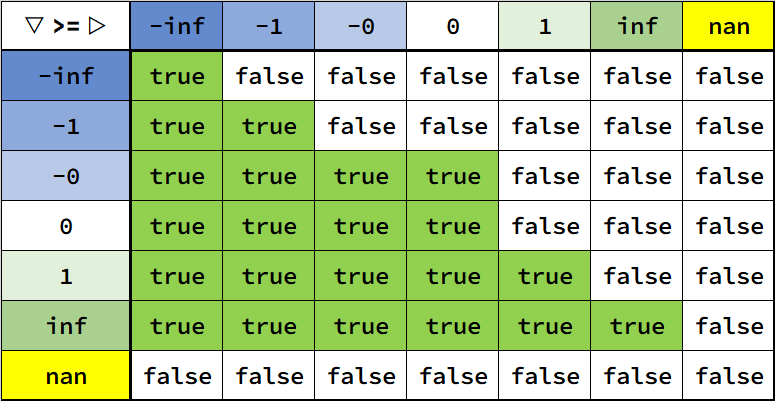 ▽ >= ▷ -inf -1 -0 0 1 inf nan
-inf true false false false false false false
-1 true true false false false false false
-0 true true true true false false false
0 true true true true false false false
1 true true true true true false false
inf true true true true true true false
nan false false false false false false false